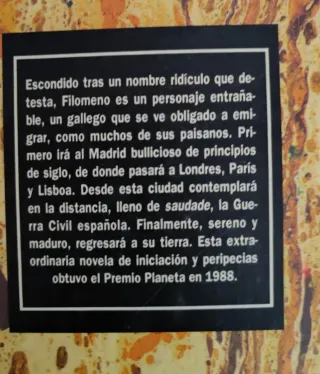 Escondido tras un nombre ridículo que de-
testa, Filomeno es un personaje entraña-
ble, un gallego que se ve obligado a emi-
grar, como muchos de sus paisanos. Pri-
mero irá al Madrid bullicioso de principios
de siglo, de donde pasará a Londres, París
y Lisboa. Desde esta ciudad contemplará
en la distancia, lleno de saudade, la Gue-
rra Civil española. Finalmente, sereno y
maduro, regresará a su tierra. Esta extra-
ordinaria novela de iniciación y peripecias
obtuvo el Premio Planeta en 1988.